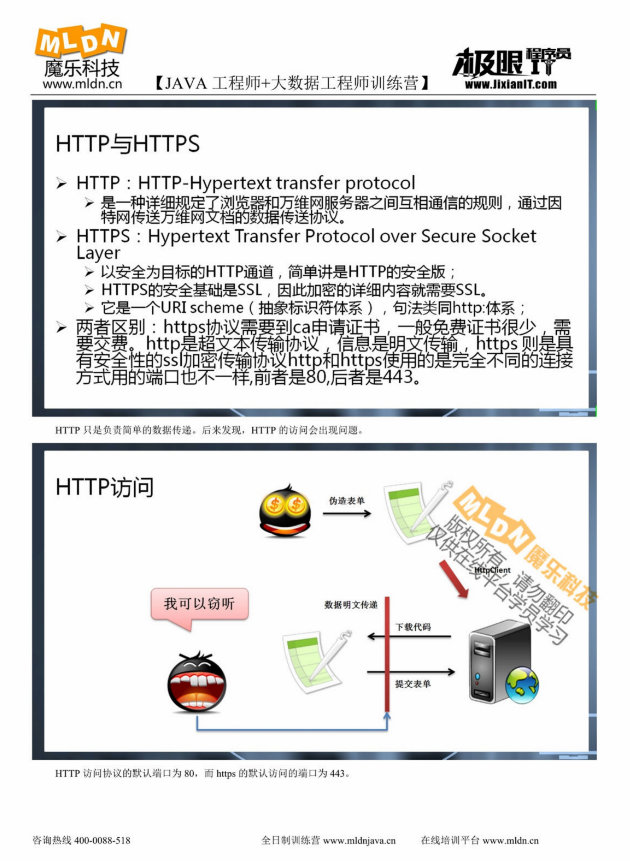 MLDN
魔乐科技
www.mldn.cn
【JAVA 工程师+大数据工程师训练营】
极限IT 程序员
www.JixianIT.com
HTTP与HTTPS
➢ HTTP：HTTP-Hypertext transfer protocol
➢ 是一种详细规定了浏览器和万维网服务器之间互相通信的规则，通过因
特网传送万维网文档的数据传送协议。
➢ HTTPS：Hypertext Transfer Protocol over Secure Socket
Layer
➢ 以安全为目标的HTTP通道，简单讲是HTTP的安全版；
➢ HTTPS的安全基础是SSL，因此加密的详细内容就需要SSL。
➢ 它是一个URI scheme（抽象标识符体系），句法类同http:体系；
➢ 两者区别：https协议需要到ca申请证书，一般免费证书很少，需
要交费。http是超文本传输协议，信息是明文传输，https 则是具
有安全性的ssl加密传输协议http和https使用的是完全不同的连接
方式用的端口也不一样,前者是80,后者是443。
HTTP 只是负责简单的数据传递。后来发现，HTTP 的访问会出现问题。
HTTP访问
伪造表单
MLDN 魔乐科技
版权所有 请勿翻印
仅供在线平台学员学习
HttpClient
我可以窃听
数据明文传递
下载代码
提交表单
HTTP 访问协议的默认端口为 80，而 https 的默认访问的端口为 443。
咨询热线 400-0088-518
全日制训练营 www.mldnjava.cn
在线培训平台 www.mldn.cn